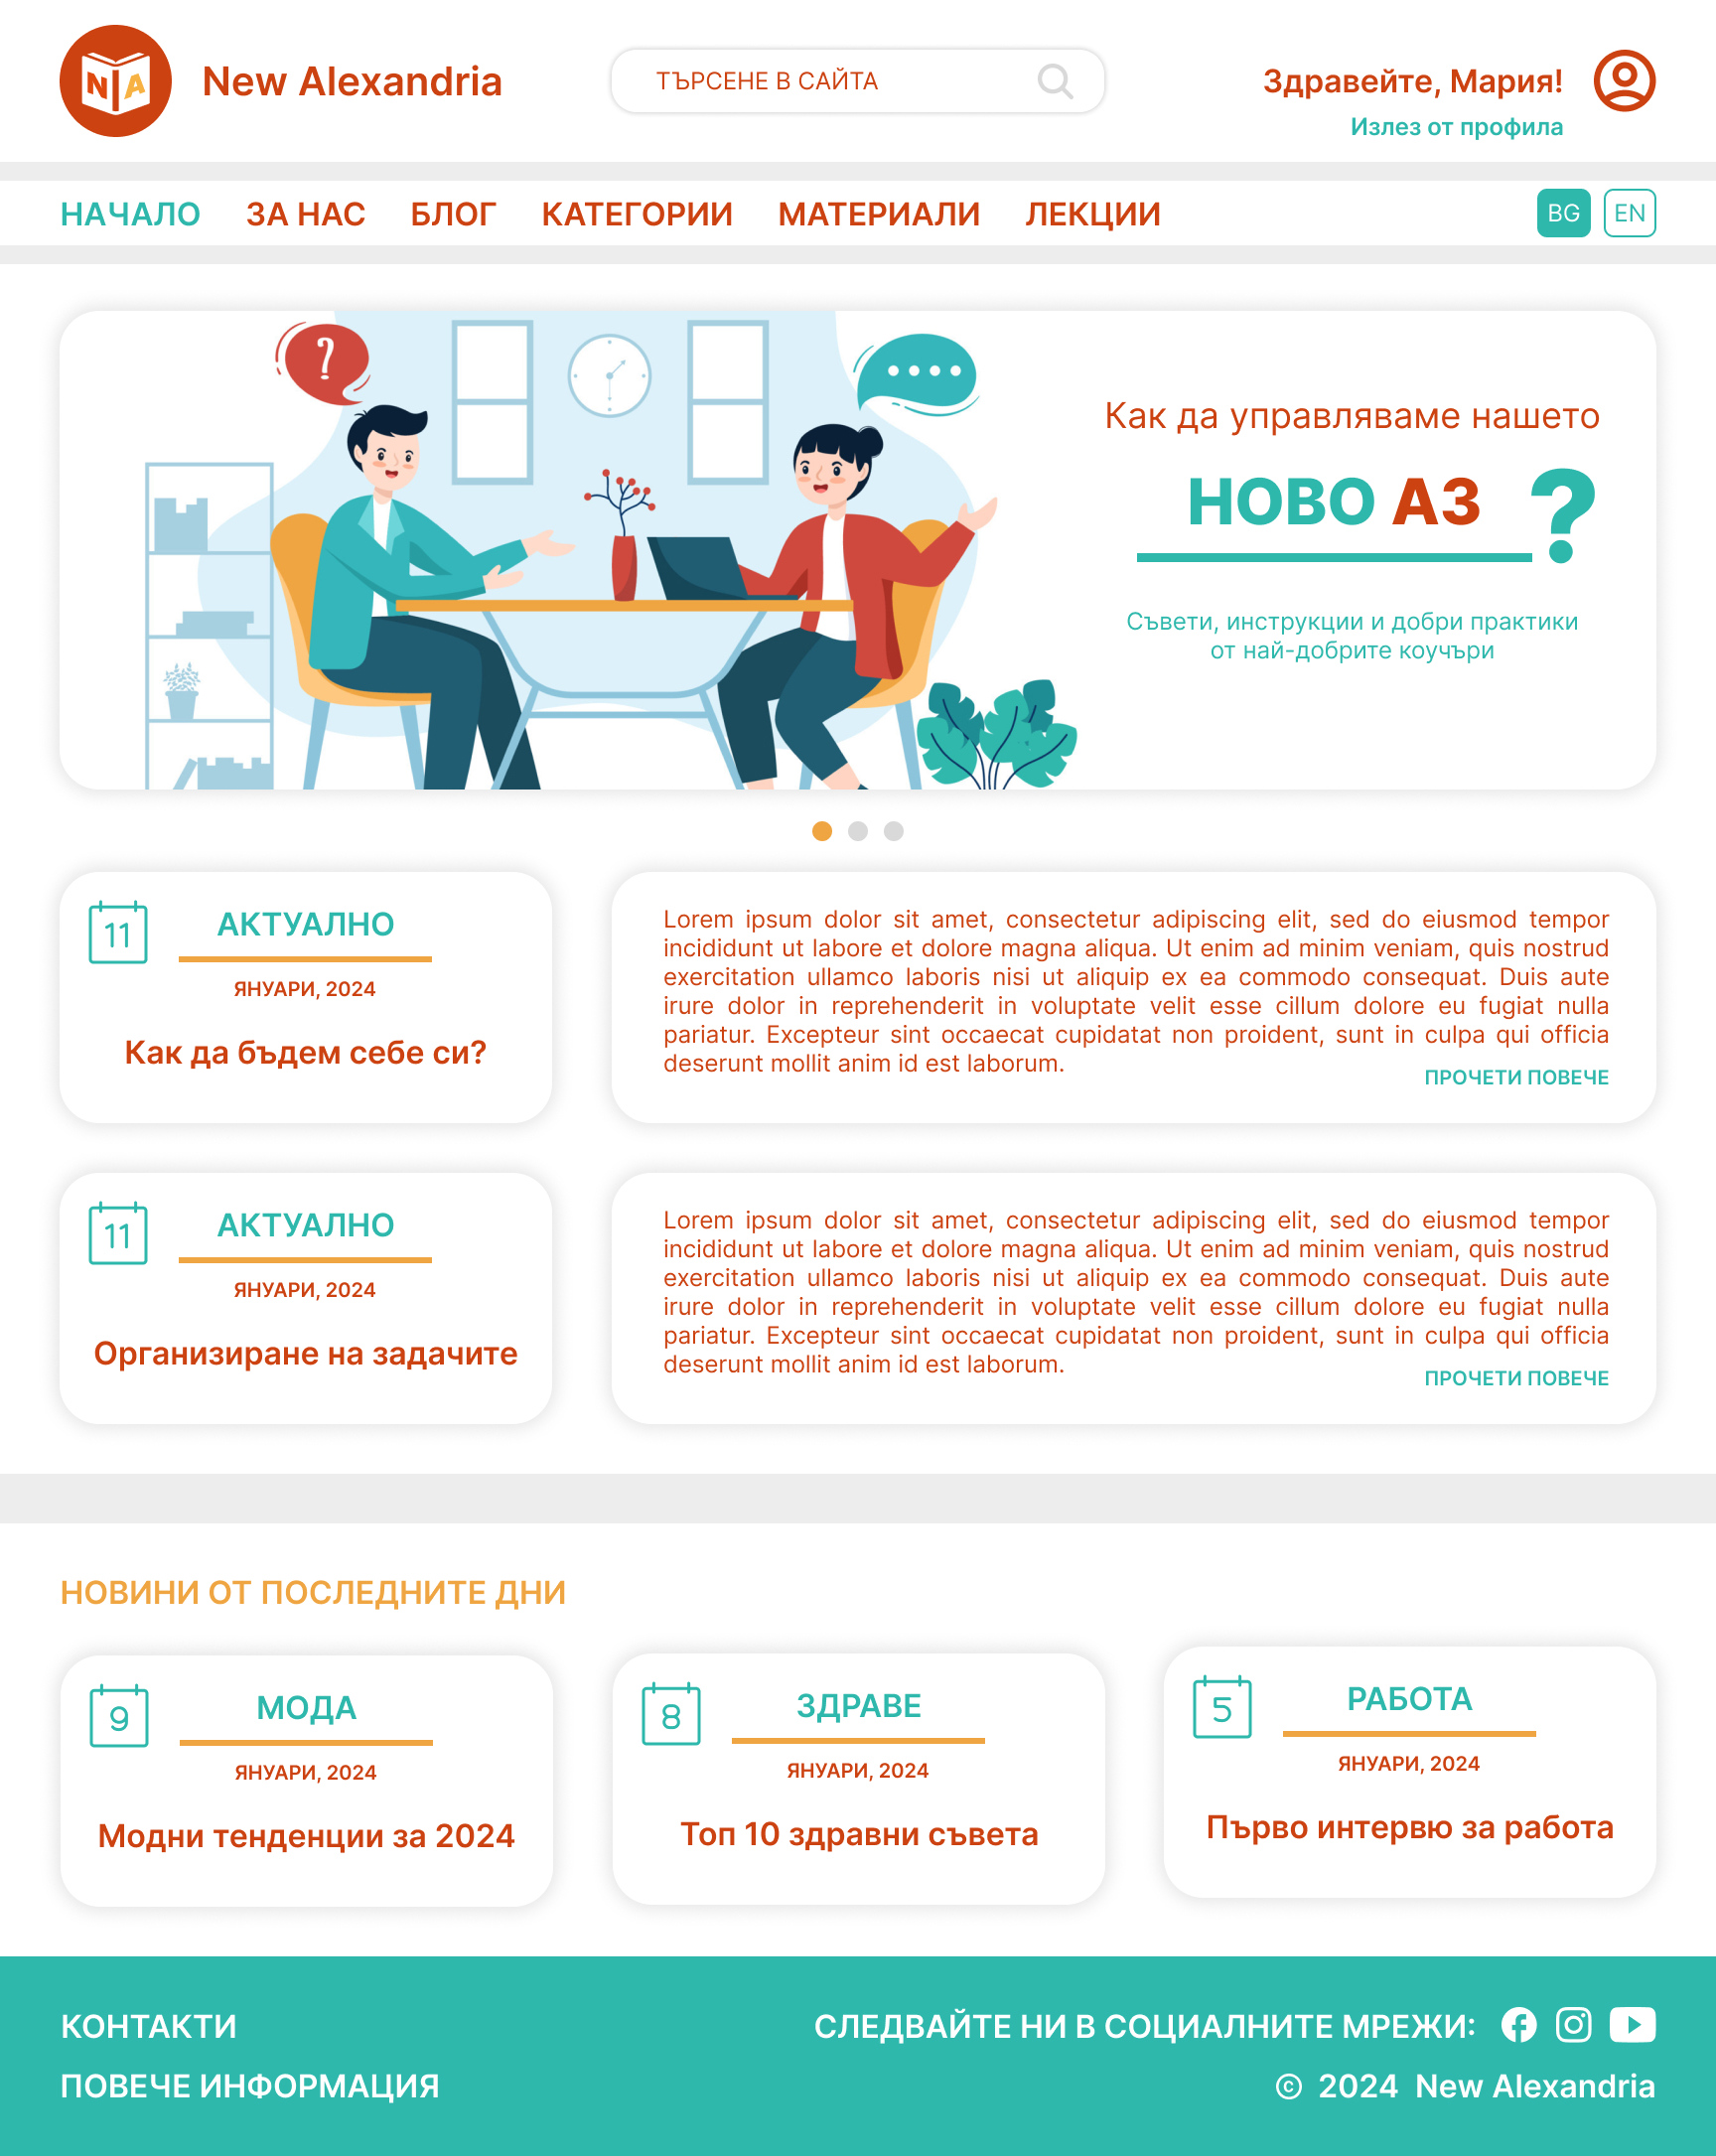 NA
New Alexandria
ТЪРСЕНЕ В САЙТА
Здравейте, Мария!
Излез от профила
НАЧАЛО
ЗА НАС
БЛОГ
КАТЕГОРИИ
МАТЕРИАЛИ
ЛЕКЦИИ
BG
EN
?
Как да управляваме нашето
НОВО АЗ ?
Съвети, инструкции и добри практики
от най-добрите коучъри
11
АКТУАЛНО
ЯНУАРИ, 2024
Как да бъдем себе си?
Lorem ipsum dolor sit amet, consectetur adipiscing elit, sed do eiusmod tempor
incididunt ut labore et dolore magna aliqua. Ut enim ad minim veniam, quis nostrud
exercitation ullamco laboris nisi ut aliquip ex ea commodo consequat. Duis aute
irure dolor in reprehenderit in voluptate velit esse cillum dolore eu fugiat nulla
pariatur. Excepteur sint occaecat cupidatat non proident, sunt in culpa qui officia
deserunt mollit anim id est laborum.
ПРОЧЕТИ ПОВЕЧЕ
11
АКТУАЛНО
ЯНУАРИ, 2024
Организиране на задачите
Lorem ipsum dolor sit amet, consectetur adipiscing elit, sed do eiusmod tempor
incididunt ut labore et dolore magna aliqua. Ut enim ad minim veniam, quis nostrud
exercitation ullamco laboris nisi ut aliquip ex ea commodo consequat. Duis aute
irure dolor in reprehenderit in voluptate velit esse cillum dolore eu fugiat nulla
pariatur. Excepteur sint occaecat cupidatat non proident, sunt in culpa qui officia
deserunt mollit anim id est laborum.
ПРОЧЕТИ ПОВЕЧЕ
НОВИНИ ОТ ПОСЛЕДНИТЕ ДНИ
9
МОДА
ЯНУАРИ, 2024
Модни тенденции за 2024
8
ЗДРАВЕ
ЯНУАРИ, 2024
Топ 10 здравни съвета
5
РАБОТА
ЯНУАРИ, 2024
Първо интервю за работа
КОНТАКТИ
ПОВЕЧЕ ИНФОРМАЦИЯ
СЛЕДВАЙТЕ НИ В СОЦИАЛНИТЕ МРЕЖИ:
© 2024 New Alexandria